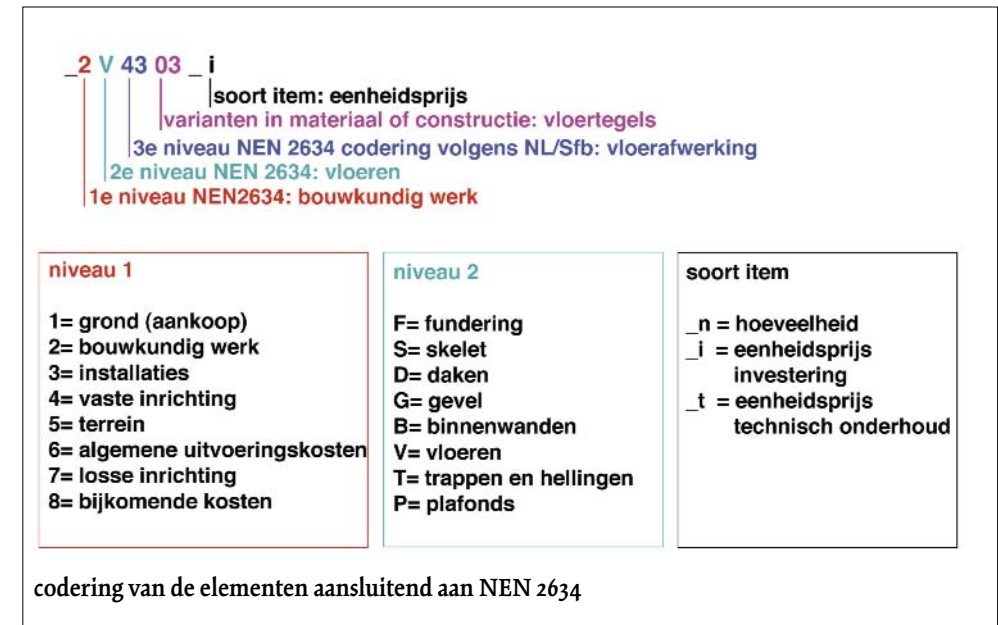 _2 V 43 03 _ i
soort item: eenheidsprijs
varianten in materiaal of constructie: vloertegels
3e niveau NEN 2634 codering volgens NL/Sfb: vloerafwerking
2e niveau NEN 2634: vloeren
1e niveau NEN2634: bouwkundig werk
niveau 1
1= grond (aankoop)
2= bouwkundig werk
3= installaties
4= vaste inrichting
5= terrein
6= algemene uitvoeringskosten
7= losse inrichting
8= bijkomende kosten
niveau 2
F= fundering
S= skelet
D= daken
G= gevel
B= binnenwanden
V= vloeren
T= trappen en hellingen
P= plafonds
soort item
_n = hoeveelheid
_i = eenheidsprijs
investering
_t = eenheidsprijs
technisch onderhoud
codering van de elementen aansluitend aan NEN 2634